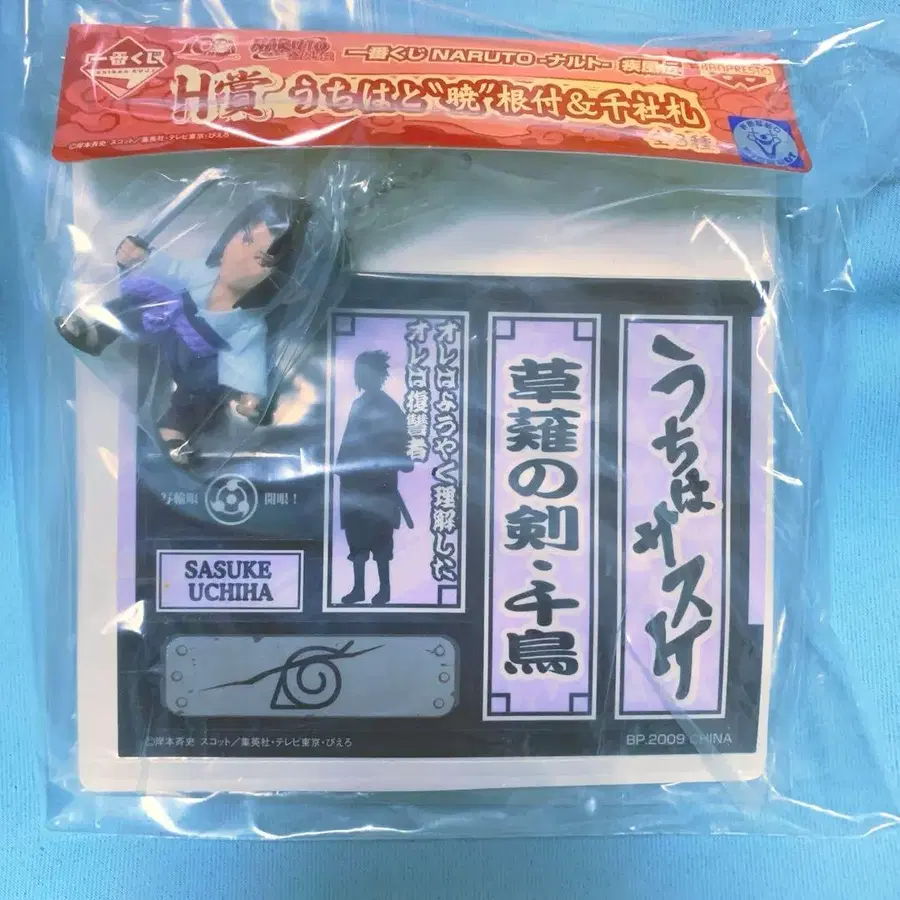 一番くじ
NARUTO
一番くじ NARUTO -ナルト- 疾風伝
BANPRESTO
H賞 うちはと“暁”根付&千社札
全3種
©岸本斉史 スコット／集英社・テレビ東京・ぴえろ
オレはようやく理解した
オレは復讐者
草薙の剣・千鳥
うちはサスケ
写輪眼 開眼！
SASUKE
UCHIHA
©岸本斉史 スコット／集英社・テレビ東京・ぴえろ
BP.2009 CHINA